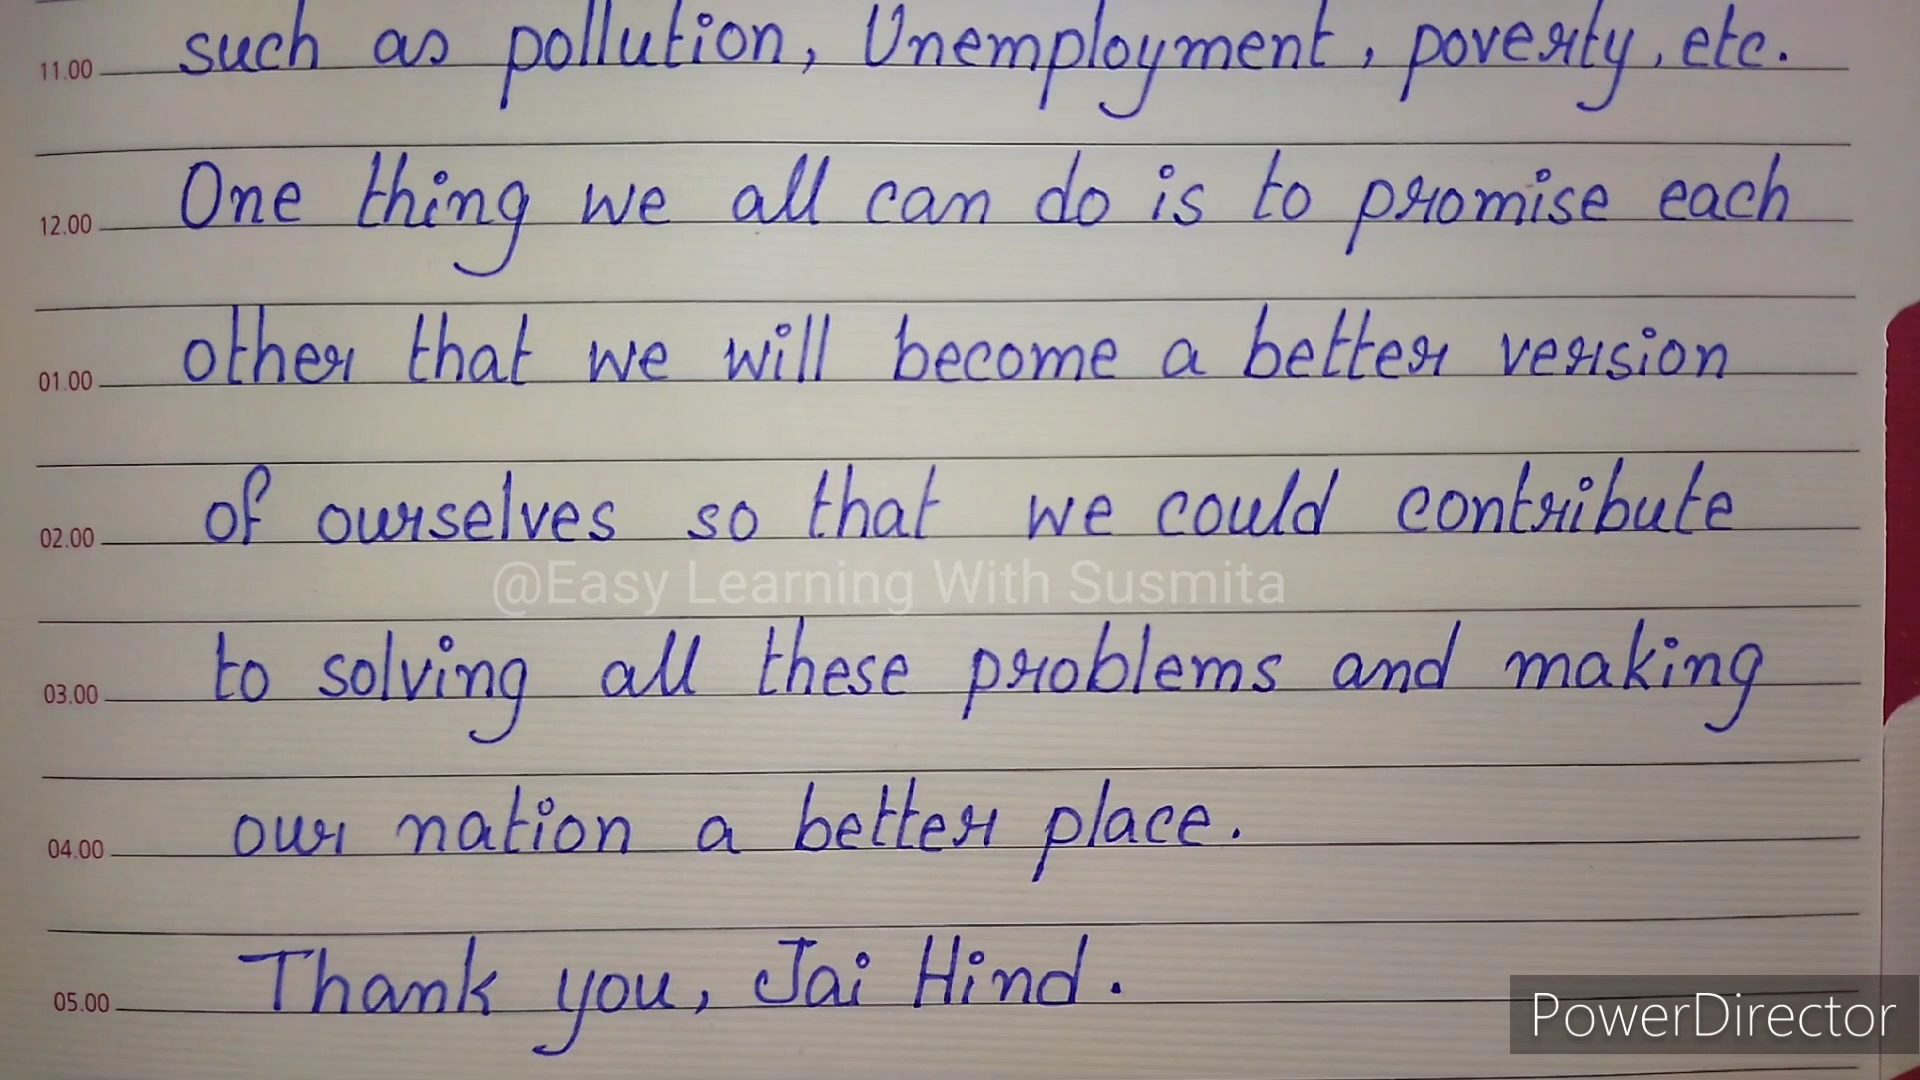 11.00 such as pollution, Unemployment, poverty, etc.
12.00 One thing we all can do is to promise each
01.00 other that we will become a better version
02.00 of ourselves so that we could contribute
@Easy Learning With Susmita
03.00 to solving all these problems and making
04.00 our nation a better place.
05.00 Thank you, Jai Hind.
PowerDirector